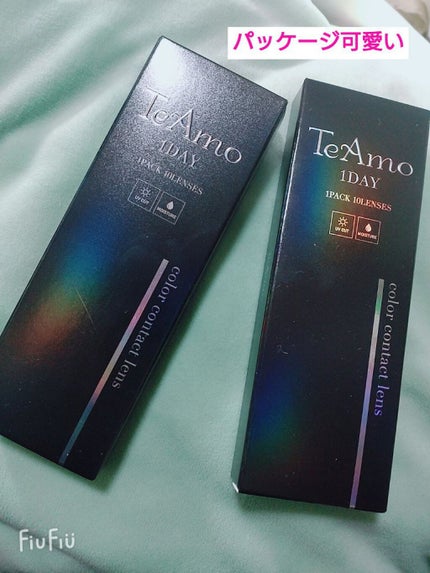 パッケージ可愛い
TeAmo
1DAY
1PACK 10LENSES
UV CUT
MOISTURE
color contact lens
TeAmo
1DAY
1PACK 10LENSES
UV CUT
MOISTURE
color contact lens
FiuFiü